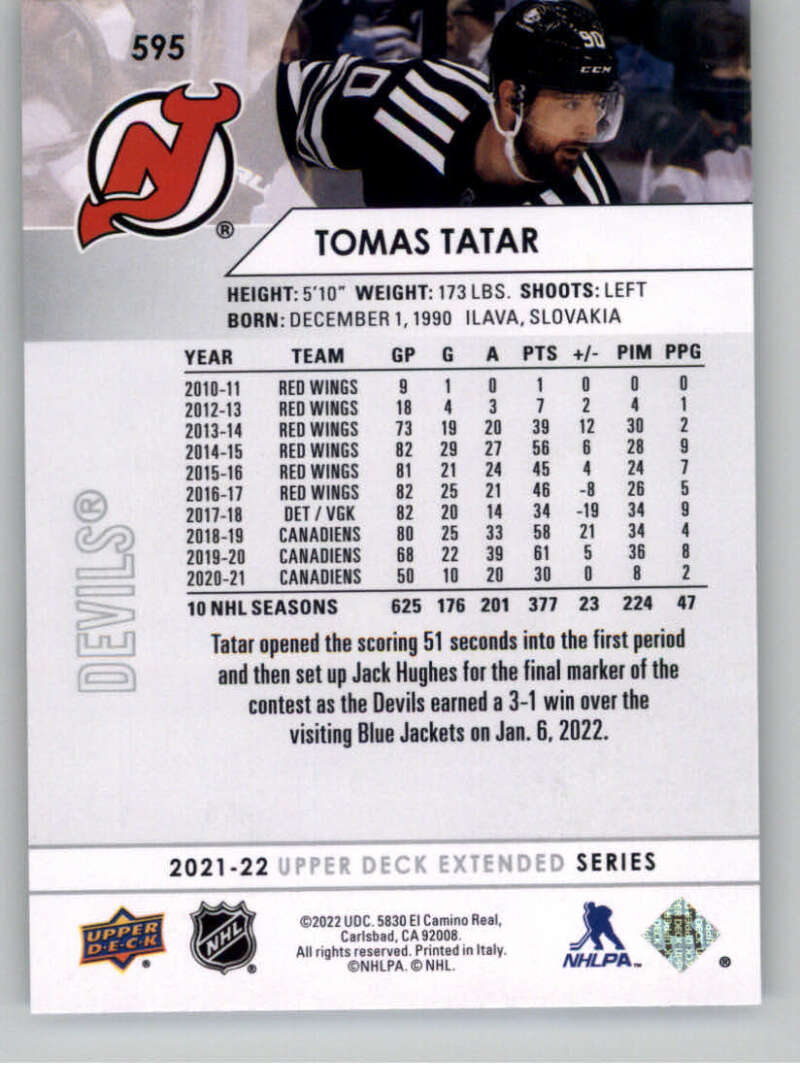 595
90
CCM
®
TOMAS TATAR
HEIGHT: 5'10" WEIGHT: 173 LBS. SHOOTS: LEFT
BORN: DECEMBER 1, 1990 ILAVA, SLOVAKIA
YEAR TEAM GP G A PTS +/- PIM PPG
2010-11 RED WINGS 9 1 0 1 0 0 0
2012-13 RED WINGS 18 4 3 7 2 4 1
2013-14 RED WINGS 73 19 20 39 12 30 2
2014-15 RED WINGS 82 29 27 56 6 28 9
2015-16 RED WINGS 81 21 24 45 4 24 7
2016-17 RED WINGS 82 25 21 46 -8 26 5
2017-18 DET / VGK 82 20 14 34 -19 34 9
2018-19 CANADIENS 80 25 33 58 21 34 4
2019-20 CANADIENS 68 22 39 61 5 36 8
2020-21 CANADIENS 50 10 20 30 0 8 2
10 NHL SEASONS 625 176 201 377 23 224 47
DEVILS®
Tatar opened the scoring 51 seconds into the first period
and then set up Jack Hughes for the final marker of the
contest as the Devils earned a 3-1 win over the
visiting Blue Jackets on Jan. 6, 2022.
2021-22 UPPER DECK EXTENDED SERIES
UPPER
D·E·C·K
®
NHL
®
©2022 UDC. 5830 El Camino Real,
Carlsbad, CA 92008.
All rights reserved. Printed in Italy.
©NHLPA. © NHL.
NHLPA™
®